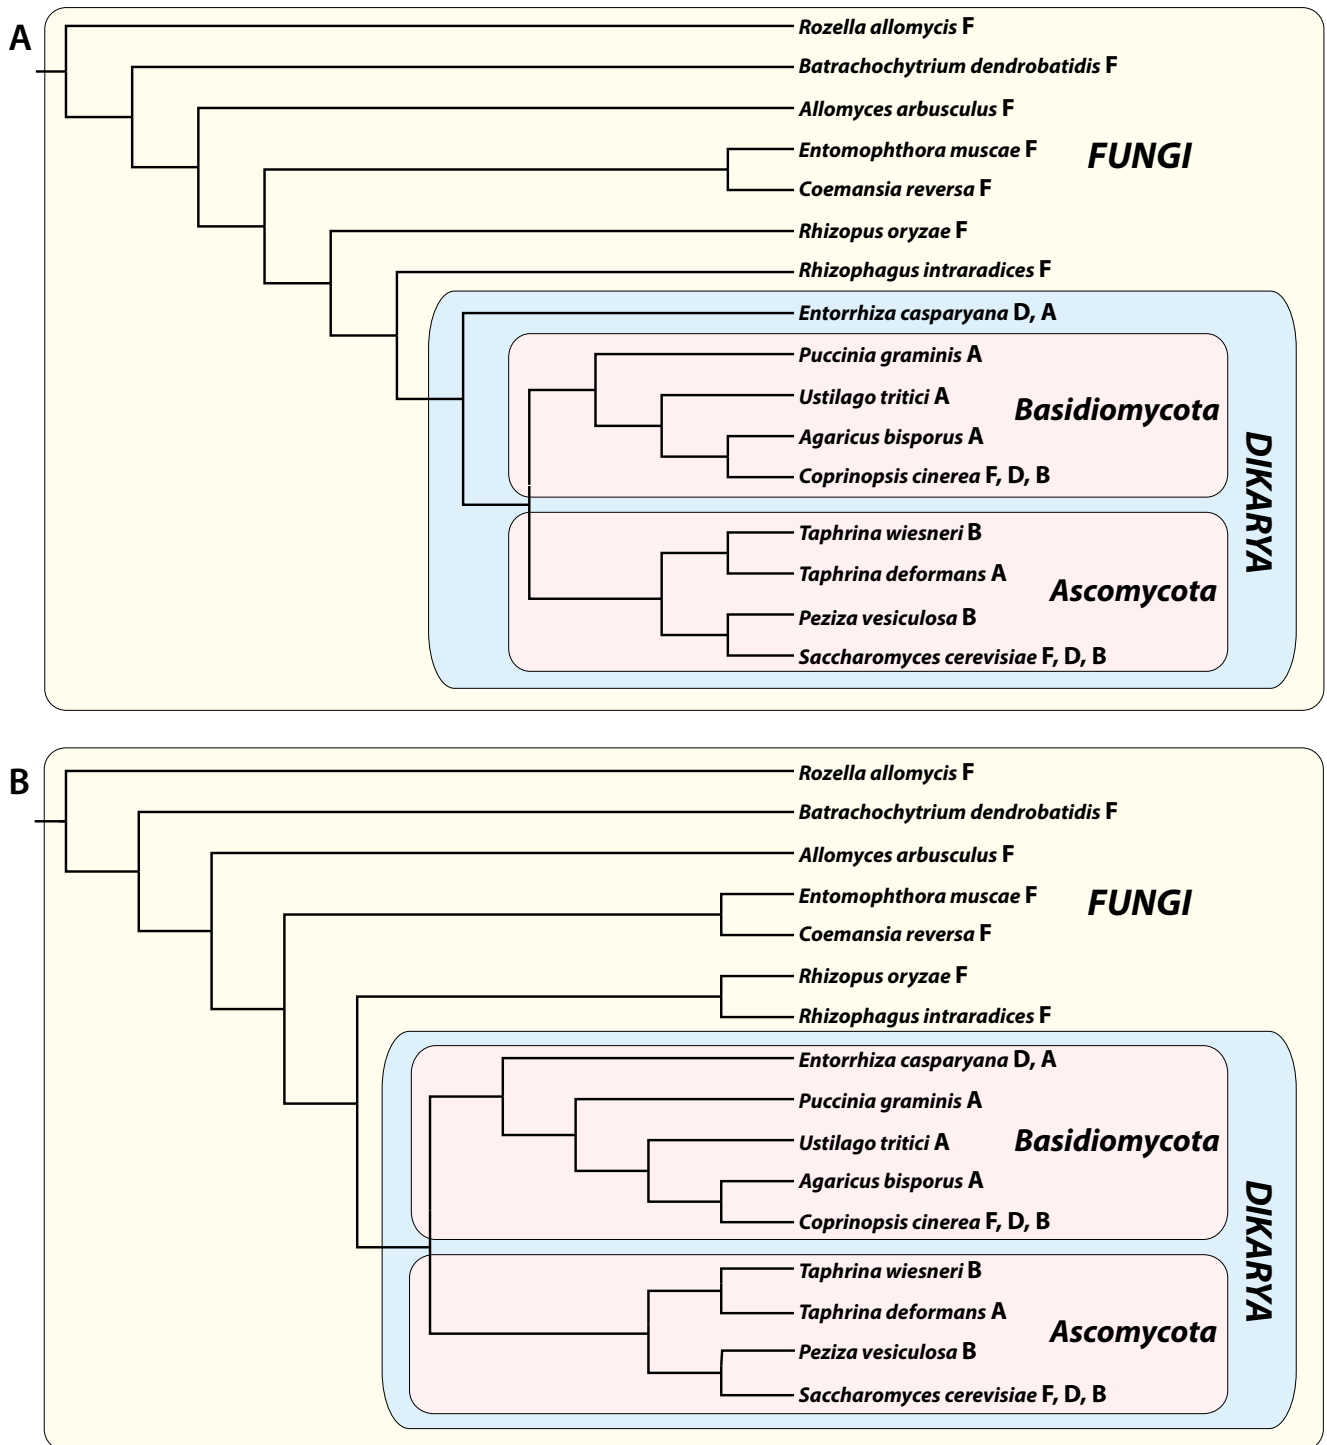 A
Rozella allomycis F
Batrachochytrium dendrobatidis F
Allomyces arbusculus F
Entomophthora muscae F
FUNGI
Coemansia reversa F
Rhizopus oryzae F
Rhizophagus intraradices F
Entorrhiza casparyana D, A
Puccinia graminis A
Ustilago tritici A
Basidiomycota
Agaricus bisporus A
Coprinopsis cinerea F, D, B
DIKARYA
Taphrina wiesneri B
Taphrina deformans A
Ascomycota
Peziza vesiculosa B
Saccharomyces cerevisiae F, D, B
B
Rozella allomycis F
Batrachochytrium dendrobatidis F
Allomyces arbusculus F
Entomophthora muscae F
FUNGI
Coemansia reversa F
Rhizopus oryzae F
Rhizophagus intraradices F
Entorrhiza casparyana D, A
Puccinia graminis A
Ustilago tritici A
Basidiomycota
Agaricus bisporus A
Coprinopsis cinerea F, D, B
DIKARYA
Taphrina wiesneri B
Taphrina deformans A
Ascomycota
Peziza vesiculosa B
Saccharomyces cerevisiae F, D, B